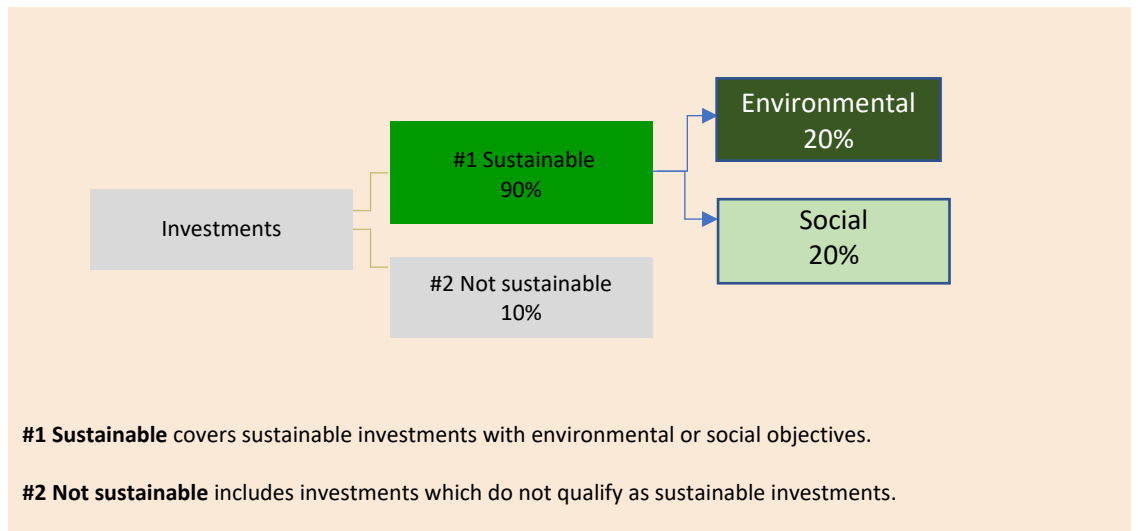 Investments
#1 Sustainable
90%
#2 Not sustainable
10%
Environmental
20%
Social
20%
#1 Sustainable covers sustainable investments with environmental or social objectives.
#2 Not sustainable includes investments which do not qualify as sustainable investments.